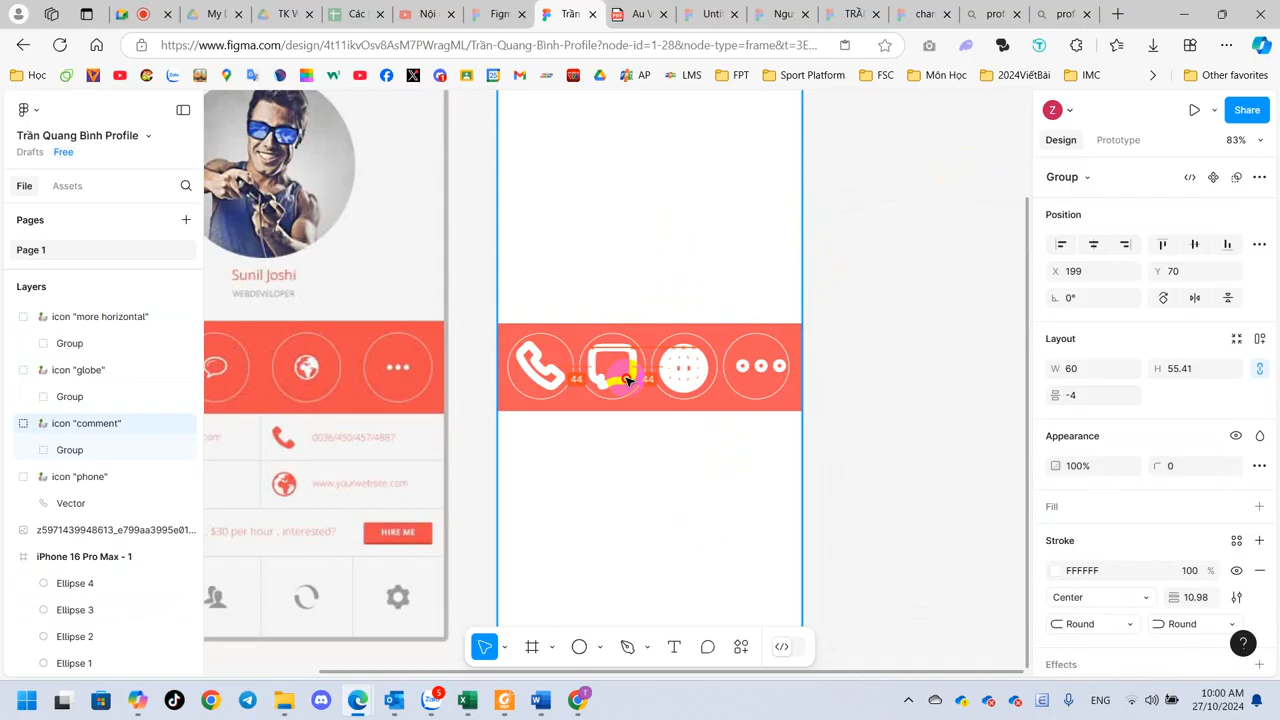 My D
TK W
Các
Nội
Figm
Trần
Au V
Unti
Ngu
TRẦ
chan
prof
prof
https://www.figma.com/design/4t11ikvOsv8AsM7PWragML/Trần-Quang-Bình-Profile?node-id=1-28&node-type=frame&t=3E...
Học
AP
LMS
FPT
Sport Platform
FSC
Môn Học
2024ViếtBài
IMC
Other favorites
Trần Quang Bình Profile
Drafts
Free
File
Assets
Pages
Page 1
Layers
icon "more horizontal"
Group
icon "globe"
Group
icon "comment"
Group
icon "phone"
Vector
z5971439948613_e799aa3995e01...
iPhone 16 Pro Max - 1
Ellipse 4
Ellipse 3
Ellipse 2
Ellipse 1
Sunil Joshi
WEBDEVELOPER
.com
0036/450/457/4887
www.yourwebsite.com
, $30 per hour , interested?
HIRE ME
44
44
Z
Share
Design
Prototype
83%
Group
Position
X 199
Y 70
0°
Layout
W 60
H 55.41
-4
Appearance
100%
0
Fill
Stroke
FFFFFF
100 %
Center
10.98
Round
Round
Effects
?
5
T
ENG
10:00 AM
27/10/2024